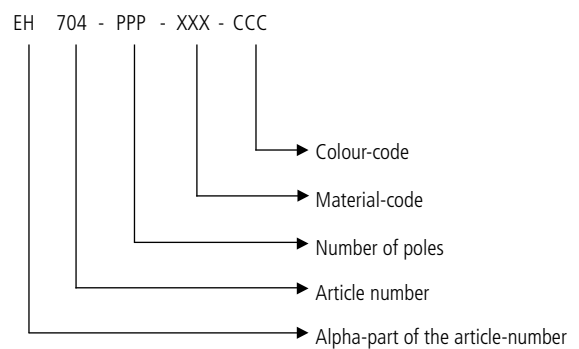 EH 704 - PPP - XXX - CCC
Colour-code
Material-code
Number of poles
Article number
Alpha-part of the article-number